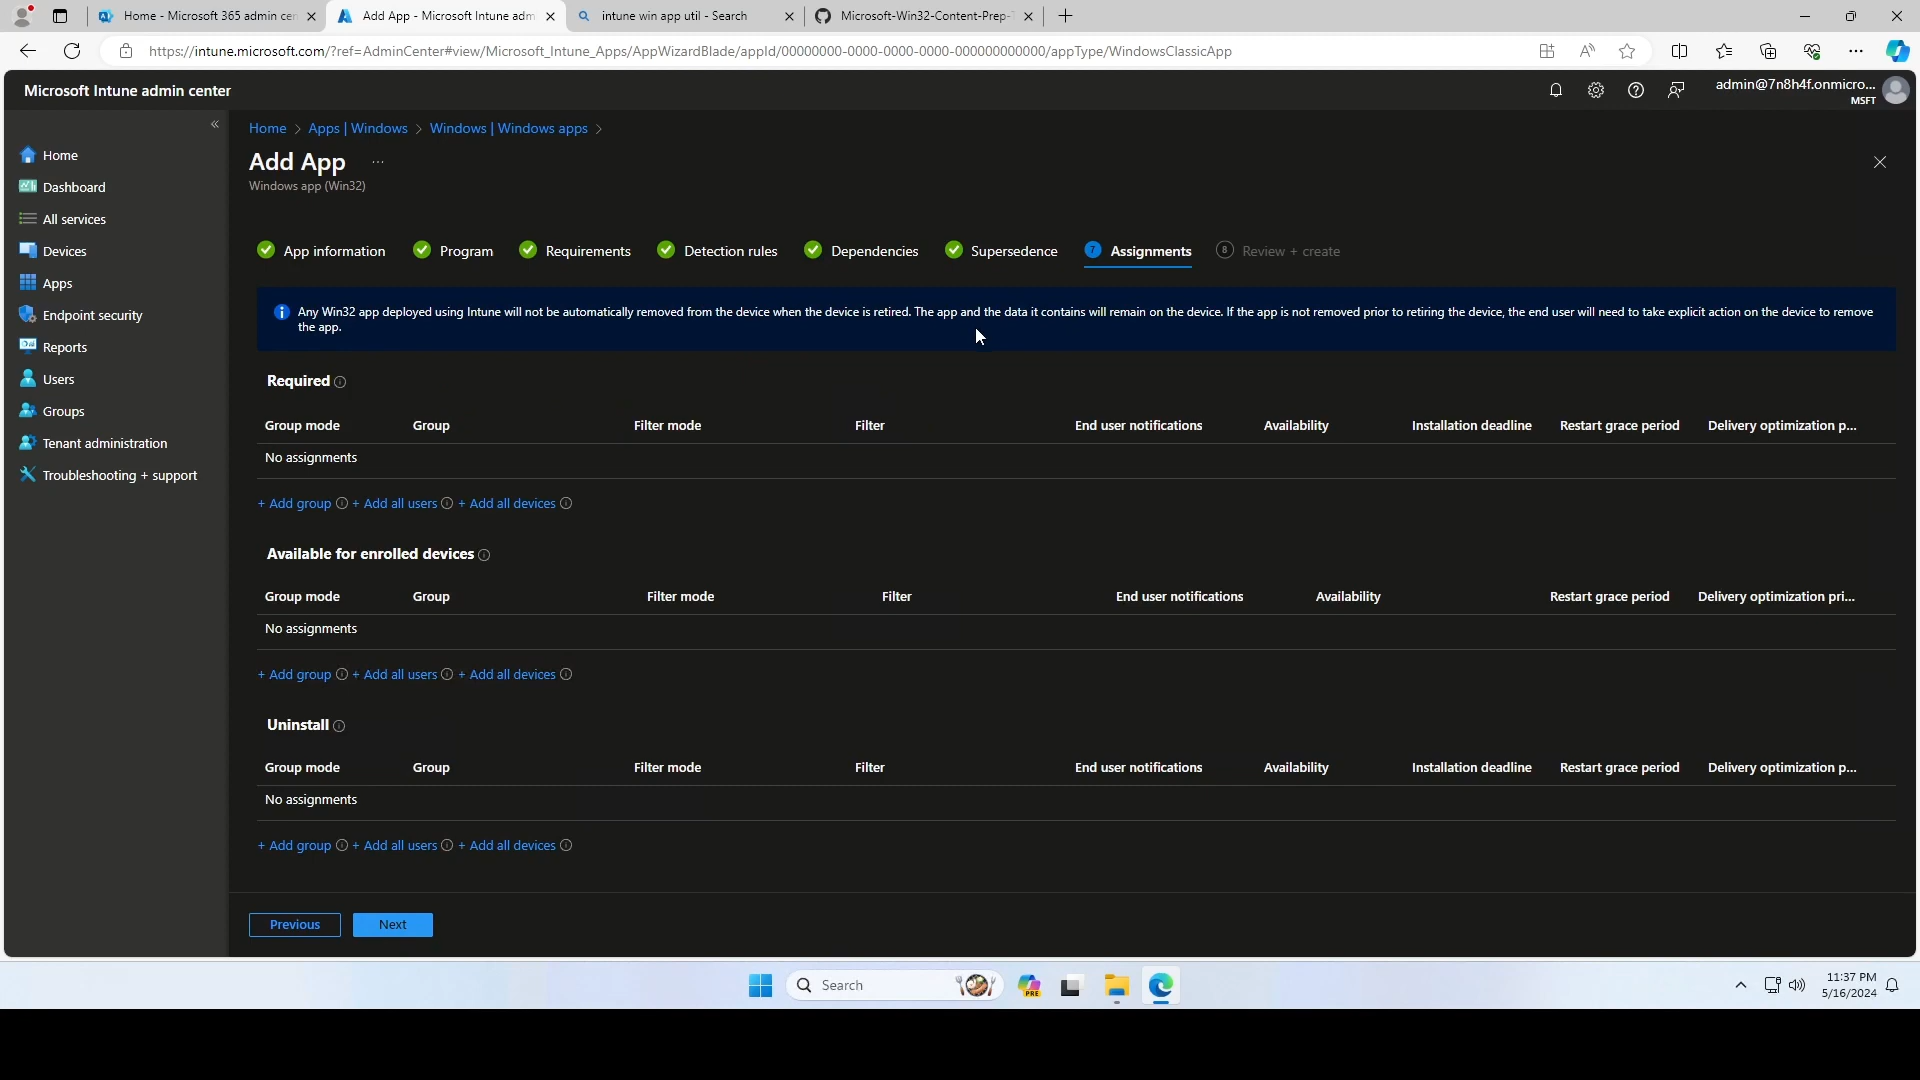 Home - Microsoft 365 admin cen
Add App - Microsoft Intune adm
intune win app util - Search
Microsoft-Win32-Content-Prep-T
https://intune.microsoft.com/?ref=AdminCenter#view/Microsoft_Intune_Apps/AppWizardBlade/appId/00000000-0000-0000-0000-000000000000/appType/WindowsClassicApp
Microsoft Intune admin center
admin@7n8h4f.onmicro...
MSFT
Home
Dashboard
All services
Devices
Apps
Endpoint security
Reports
Users
Groups
Tenant administration
Troubleshooting + support
Home > Apps | Windows > Windows | Windows apps >
Add App ...
Windows app (Win32)
App information Program Requirements Detection rules Dependencies Supersedence 7 Assignments 8 Review + create
Any Win32 app deployed using Intune will not be automatically removed from the device when the device is retired. The app and the data it contains will remain on the device. If the app is not removed prior to retiring the device, the end user will need to take explicit action on the device to remove
the app.
Required
Group mode Group Filter mode Filter End user notifications Availability Installation deadline Restart grace period Delivery optimization p...
No assignments
+ Add group + Add all users + Add all devices
Available for enrolled devices
Group mode Group Filter mode Filter End user notifications Availability Restart grace period Delivery optimization pri...
No assignments
+ Add group + Add all users + Add all devices
Uninstall
Group mode Group Filter mode Filter End user notifications Availability Installation deadline Restart grace period Delivery optimization p...
No assignments
+ Add group + Add all users + Add all devices
Previous Next
Search
PRE
11:37 PM
5/16/2024